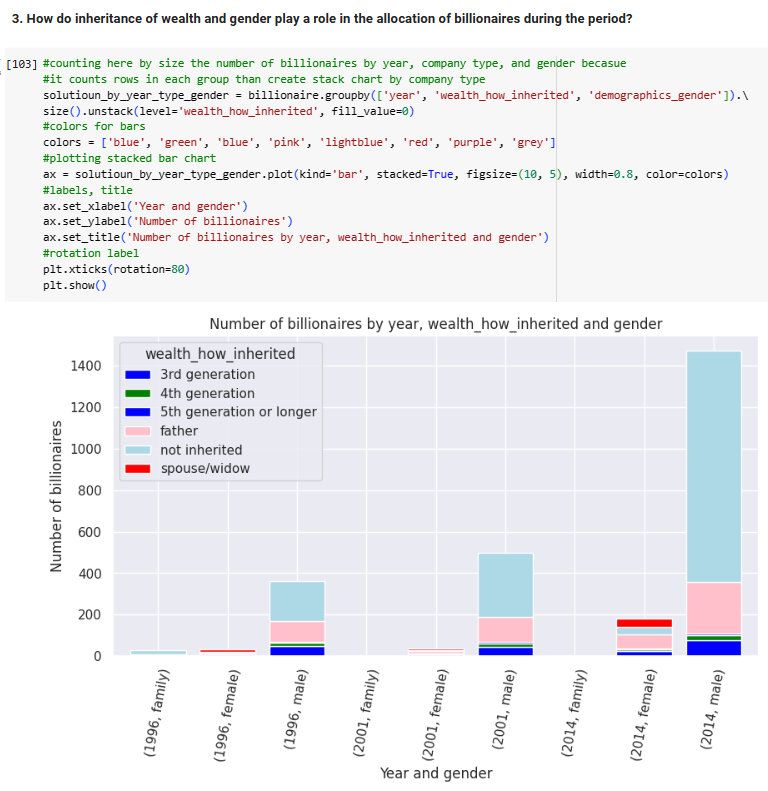 3. How do inheritance of wealth and gender play a role in the allocation of billionaires during the period?
[103] #counting here by size the number of billionaires by year, company type, and gender becasue
#it counts rows in each group than create stack chart by company type
solutioun_by_year_type_gender = billionaire.groupby(['year', 'wealth_how_inherited', 'demographics_gender']).\
size().unstack(level='wealth_how_inherited', fill_value=0)
#colors for bars
colors = ['blue', 'green', 'blue', 'pink', 'lightblue', 'red', 'purple', 'grey']
#plotting stacked bar chart
ax = solutioun_by_year_type_gender.plot(kind='bar', stacked=True, figsize=(10, 5), width=0.8, color=colors)
#labels, title
ax.set_xlabel('Year and gender')
ax.set_ylabel('Number of billionaires')
ax.set_title('Number of billionaires by year, wealth_how_inherited and gender')
#rotation label
plt.xticks(rotation=80)
plt.show()
Number of billionaires by year, wealth_how_inherited and gender
wealth_how_inherited
3rd generation
4th generation
5th generation or longer
father
not inherited
spouse/widow
Number of billionaires
1400
1200
1000
800
600
400
200
0
(1996, family)
(1996, female)
(1996, male)
(2001, family)
(2001, female)
(2001, male)
(2014, family)
(2014, female)
(2014, male)
Year and gender